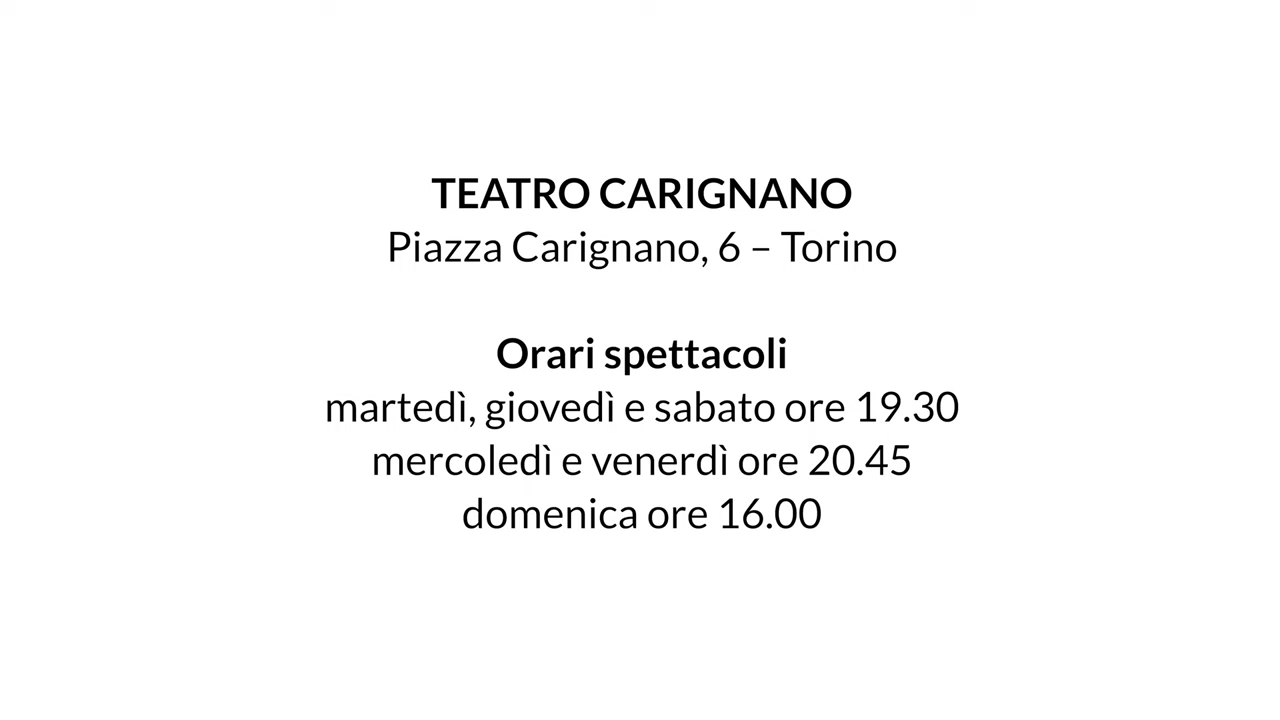 TEATRO CARIGNANO
Piazza Carignano, 6 – Torino
Orari spettacoli
martedì, giovedì e sabato ore 19.30
mercoledì e venerdì ore 20.45
domenica ore 16.00